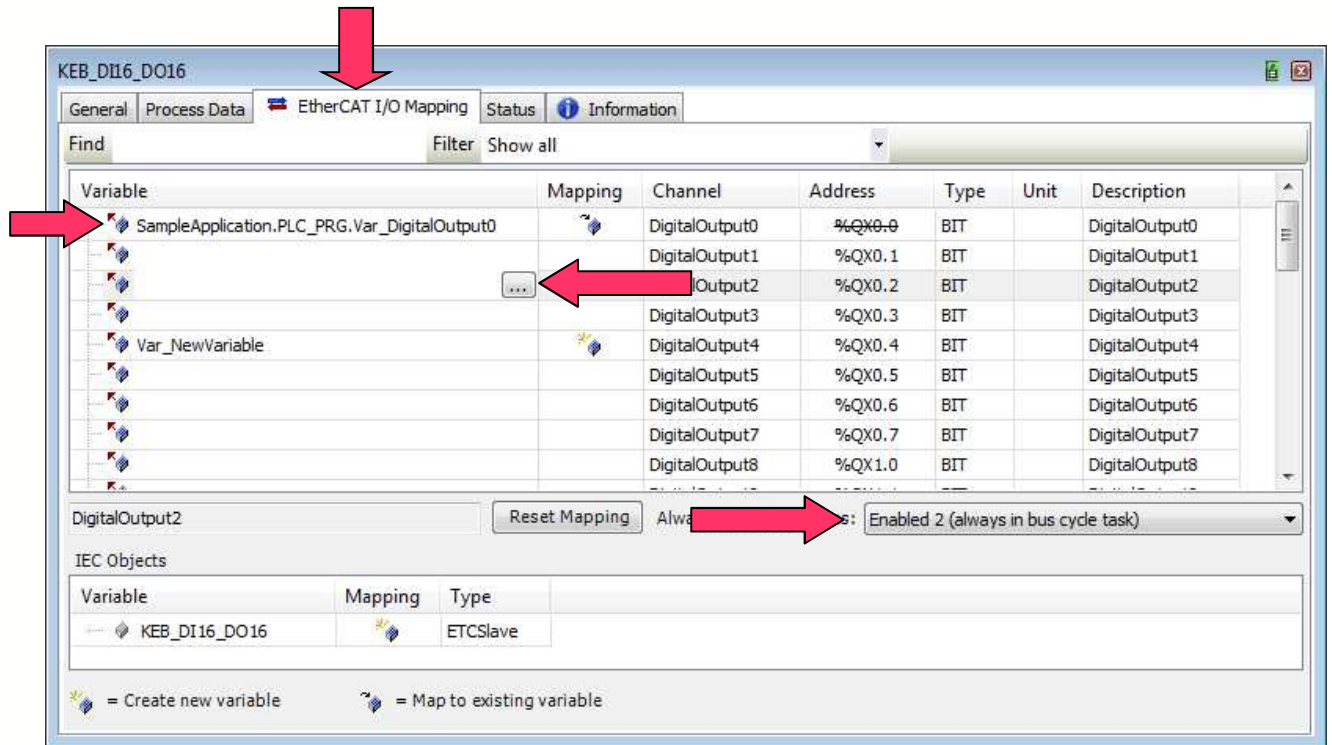 KEB_DI16_DO16
General Process Data EtherCAT I/O Mapping Status Information
Find Filter Show all
Variable Mapping Channel Address Type Unit Description
SampleApplication.PLC_PRG.Var_DigitalOutput0 DigitalOutput0 %QX0.0 BIT DigitalOutput0
DigitalOutput1 %QX0.1 BIT DigitalOutput1
... lOutput2 %QX0.2 BIT DigitalOutput2
DigitalOutput3 %QX0.3 BIT DigitalOutput3
Var_NewVariable DigitalOutput4 %QX0.4 BIT DigitalOutput4
DigitalOutput5 %QX0.5 BIT DigitalOutput5
DigitalOutput6 %QX0.6 BIT DigitalOutput6
DigitalOutput7 %QX0.7 BIT DigitalOutput7
DigitalOutput8 %QX1.0 BIT DigitalOutput8
DigitalOutput2 Reset Mapping Enabled 2 (always in bus cycle task)
IEC Objects
Variable Mapping Type
KEB_DI16_DO16 ETCSlave
= Create new variable = Map to existing variable